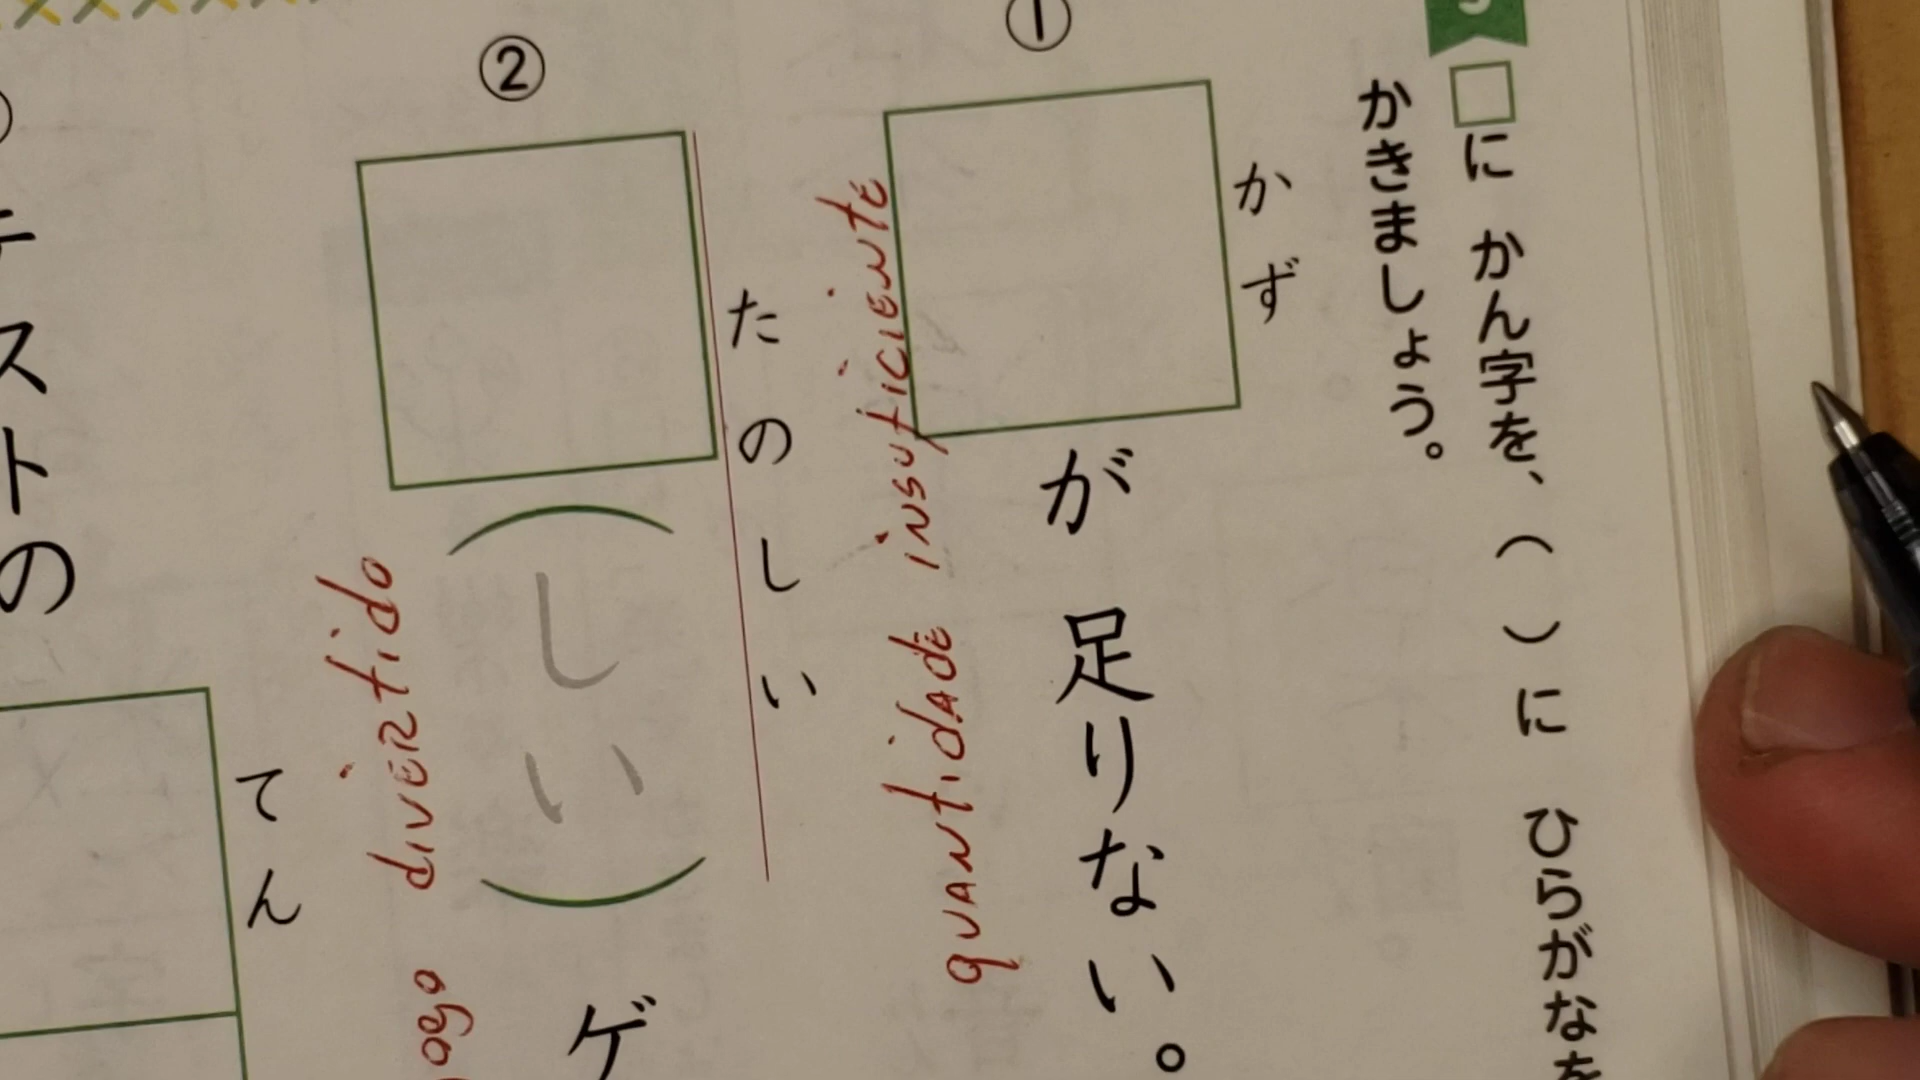 □に かん字を、( )に ひらがなを
かきましょう。
①
かず
が足りない。
quantidade insuficiente
②
たのしい
(しい)
ゲ
divertido
ogo
てん
テストの